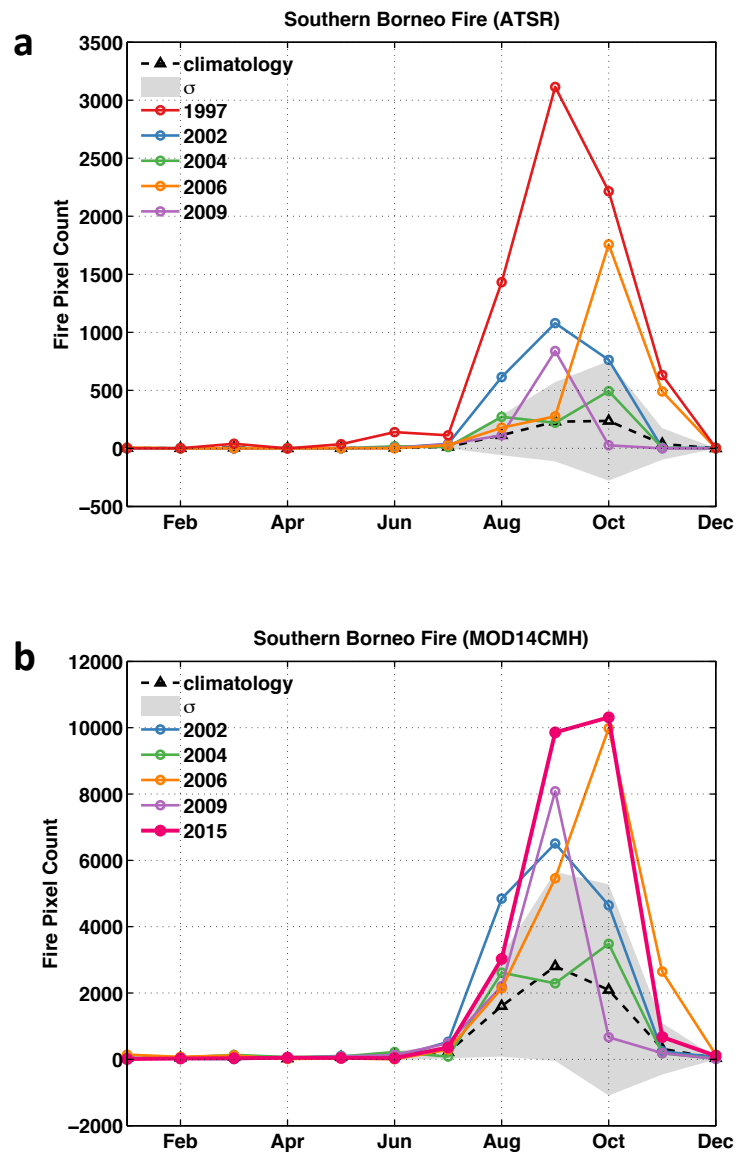 a
Southern Borneo Fire (ATSR)
Fire Pixel Count
3500
3000
2500
2000
1500
1000
500
0
−500
climatology
σ
1997
2002
2004
2006
2009
Feb Apr Jun Aug Oct Dec
b
Southern Borneo Fire (MOD14CMH)
Fire Pixel Count
12000
10000
8000
6000
4000
2000
0
−2000
climatology
σ
2002
2004
2006
2009
2015
Feb Apr Jun Aug Oct Dec